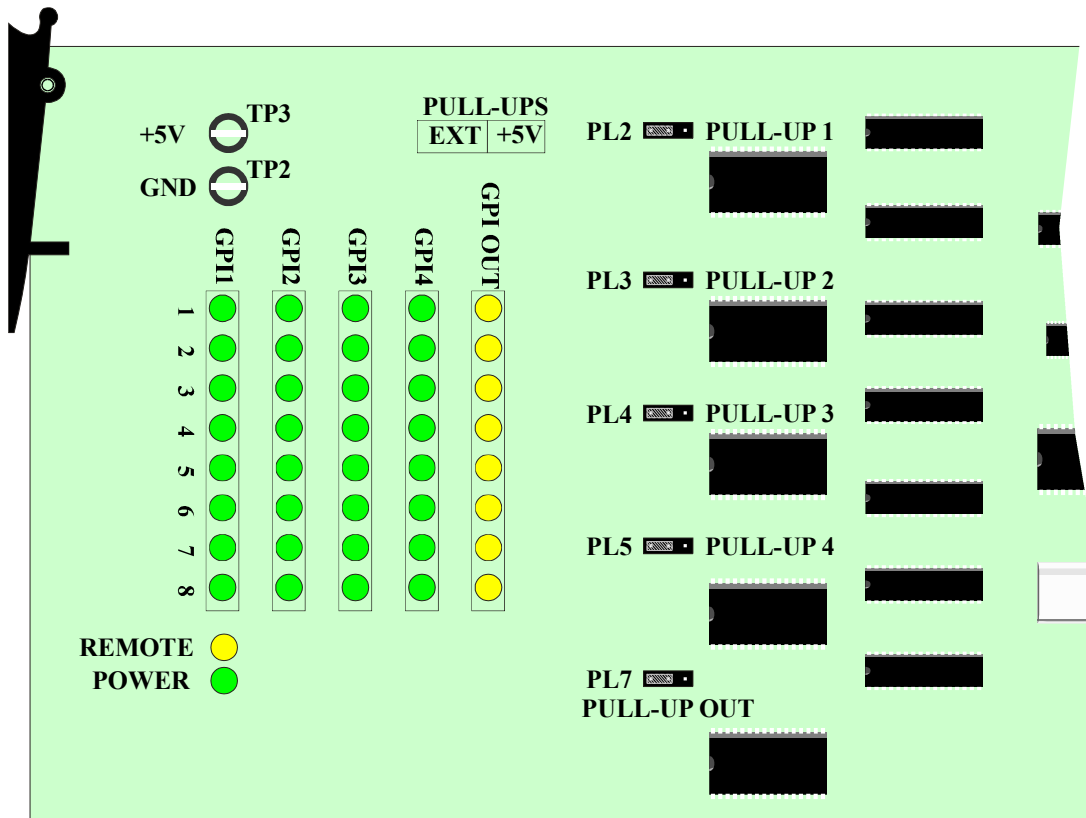 +5V TP3
GND TP2
PULL-UPS
EXT +5V
GPI1 GPI2 GPI3 GPI4 GPI OUT
1
2
3
4
5
6
7
8
REMOTE
POWER
PL2 PULL-UP 1
PL3 PULL-UP 2
PL4 PULL-UP 3
PL5 PULL-UP 4
PL7
PULL-UP OUT